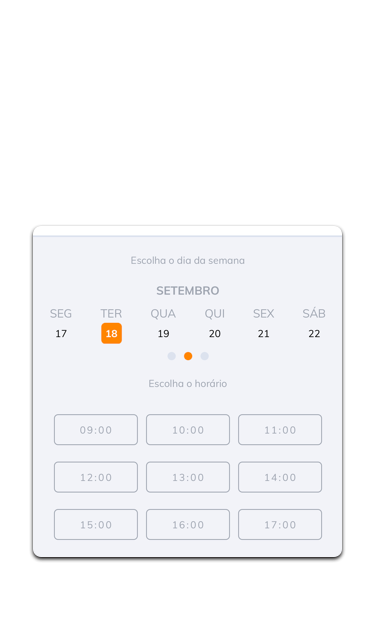 Escolha o dia da semana
SETEMBRO
SEG TER QUA QUI SEX SÁB
17 18 19 20 21 22
Escolha o horário
09:00 10:00 11:00
12:00 13:00 14:00
15:00 16:00 17:00